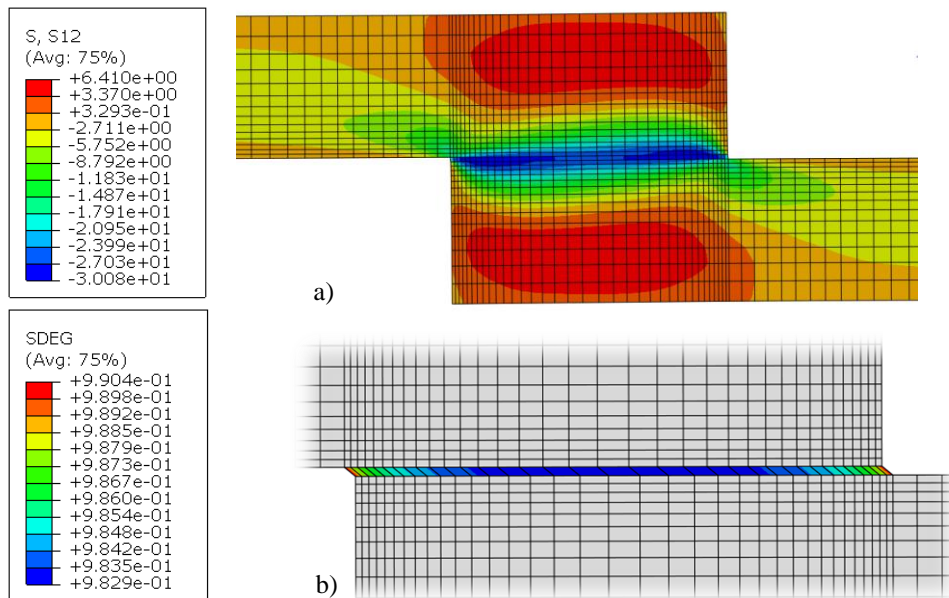 S, S12
(Avg: 75%)
+6.410e+00
+3.370e+00
+3.293e-01
-2.711e+00
-5.752e+00
-8.792e+00
-1.183e+01
-1.487e+01
-1.791e+01
-2.095e+01
-2.399e+01
-2.703e+01
-3.008e+01
a)
SDEG
(Avg: 75%)
+9.904e-01
+9.898e-01
+9.892e-01
+9.885e-01
+9.879e-01
+9.873e-01
+9.867e-01
+9.860e-01
+9.854e-01
+9.848e-01
+9.842e-01
+9.835e-01
+9.829e-01
b)